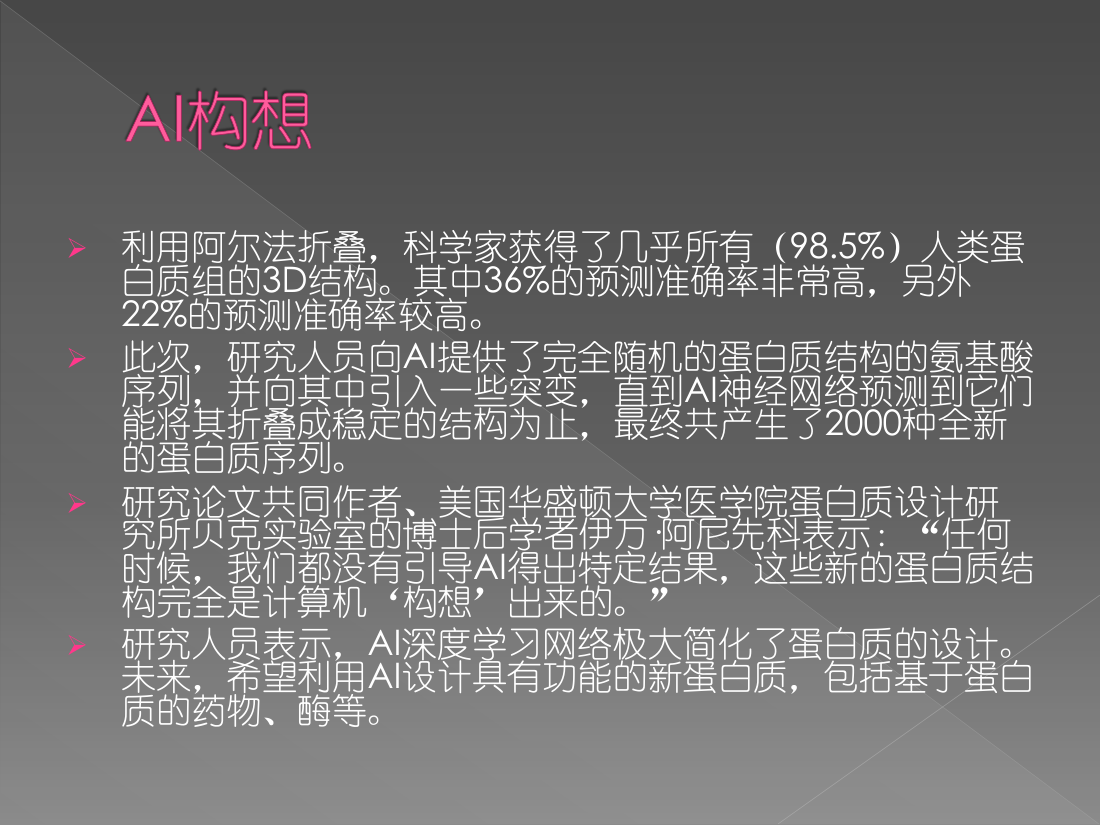 AI构想
利用阿尔法折叠，科学家获得了几乎所有（98.5%）人类蛋
白质组的3D结构。其中36%的预测准确率非常高，另外
22%的预测准确率较高。
此次，研究人员向AI提供了完全随机的蛋白质结构的氨基酸
序列，并向其中引入一些突变，直到AI神经网络预测到它们
能将其折叠成稳定的结构为止，最终共产生了2000种全新
的蛋白质序列。
研究论文共同作者、美国华盛顿大学医学院蛋白质设计研
究所贝克实验室的博士后学者伊万·阿尼先科表示：“任何
时候，我们都没有引导AI得出特定结果，这些新的蛋白质结
构完全是计算机‘构想’出来的。”
研究人员表示，AI深度学习网络极大简化了蛋白质的设计。
未来，希望利用AI设计具有功能的新蛋白质，包括基于蛋白
质的药物、酶等。